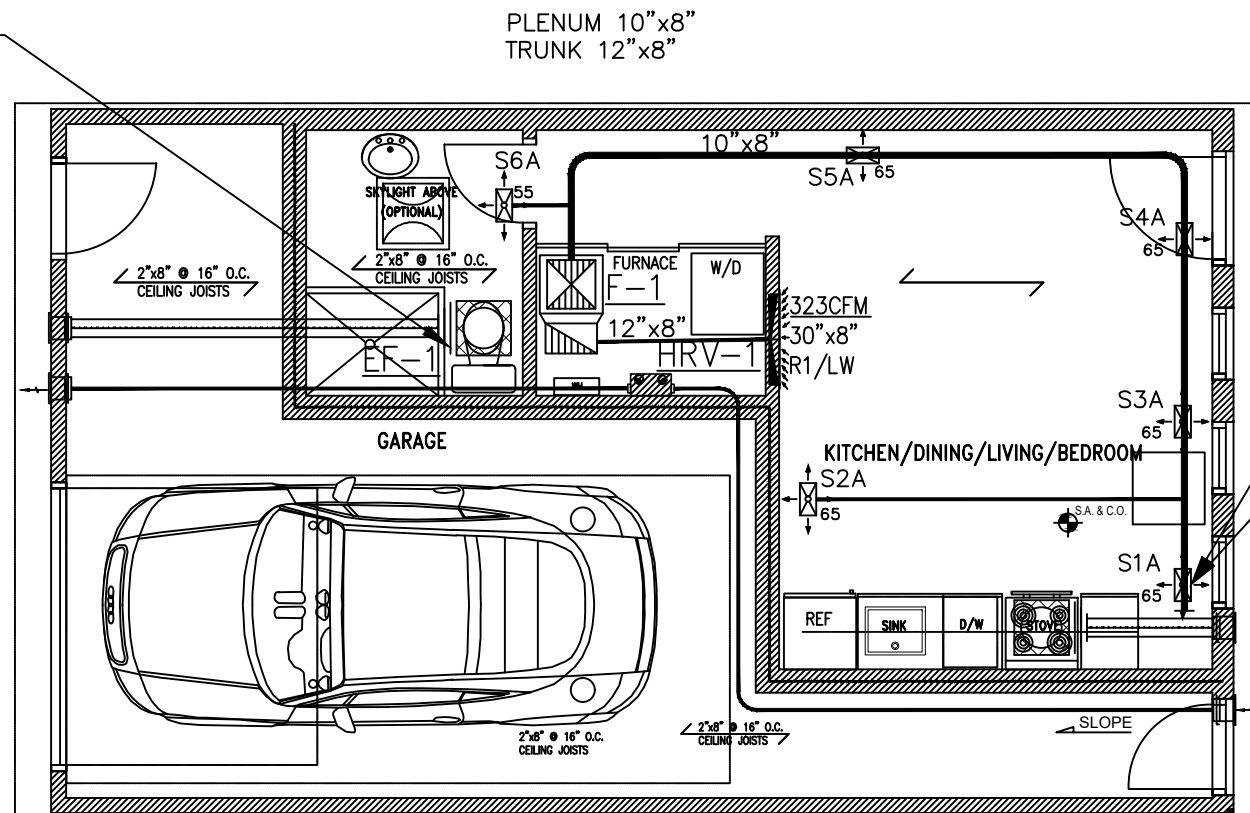 PLENUM 10"x8"
TRUNK 12"x8"
10"x8"
S6A
55
S5A
65
SKYLIGHT ABOVE
(OPTIONAL)
S4A
65
2"x8" @ 16" O.C.
CEILING JOISTS
2"x8" @ 16" O.C.
CEILING JOISTS
FURNACE
F-1
W/D
12"x8"
323CFM
30"x8"
R1/LW
EF-1
HRV-1
WH
S3A
65
GARAGE
KITCHEN/DINING/LIVING/BEDROOM
S2A
65
S.A. & C.O.
S1A
65
REF
SINK
D/W
STOVE
SLOPE
2"x8" @ 16" O.C.
CEILING JOISTS
2"x8" @ 16" O.C.
CEILING JOISTS